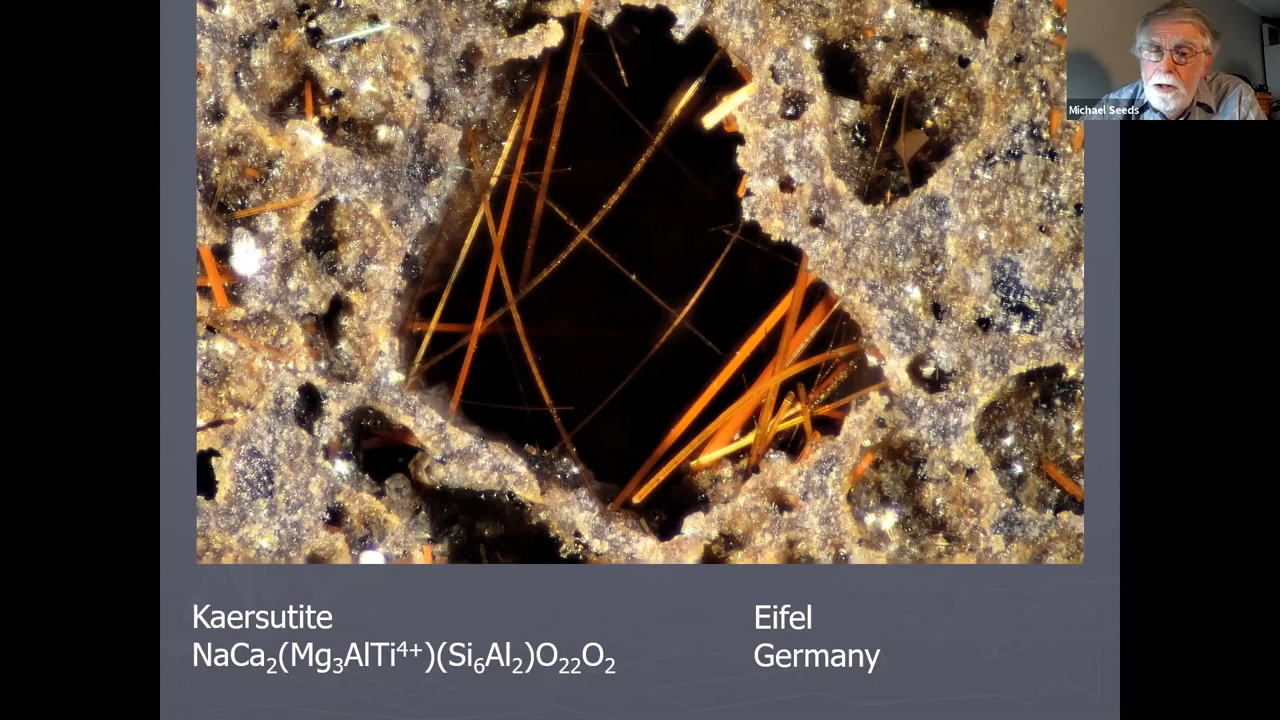 Michael Seeds
Kaersutite
NaCa₂(Mg₃AlTi⁴⁺)(Si₆Al₂)O₂₂O₂
Eifel
Germany